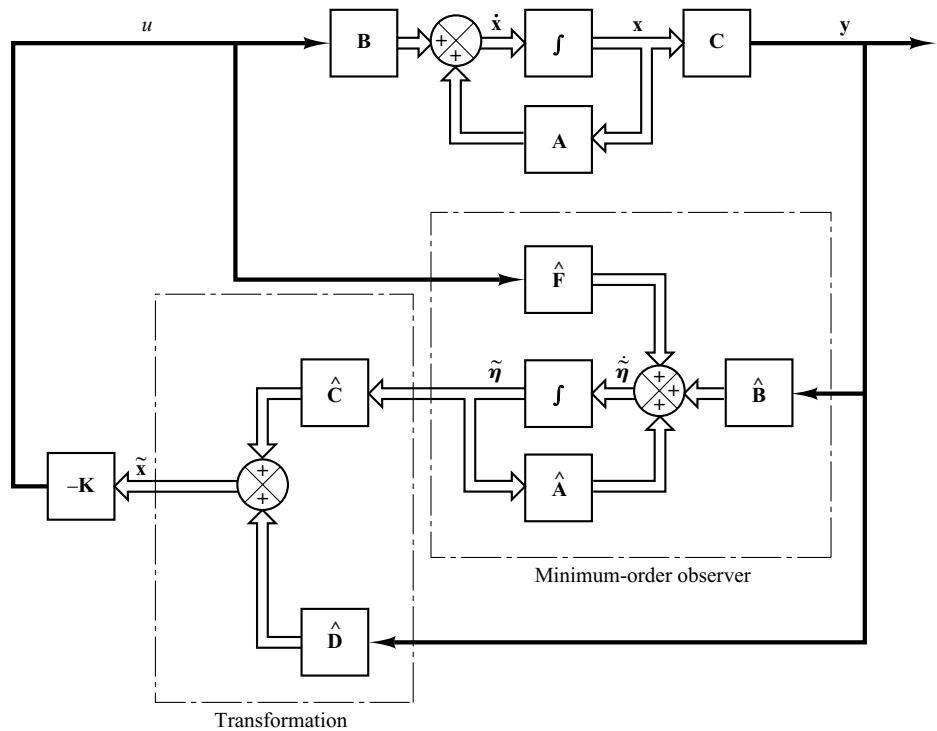 u
B
+
+
ẋ
∫
x
C
y
A
F̂
η̃
∫
η̃̇
+
+
+
B̂
Ĉ
Â
–K
x̃
+
+
D̂
Minimum-order observer
Transformation